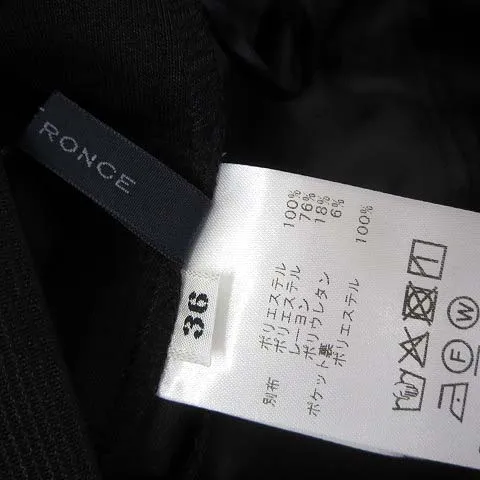 RONCE
36
ポリエステル 100%
別布
ポリエステル 76%
レーヨン 18%
ポリウレタン 6%
ポケット裏
ポリエステル 100%
F
W